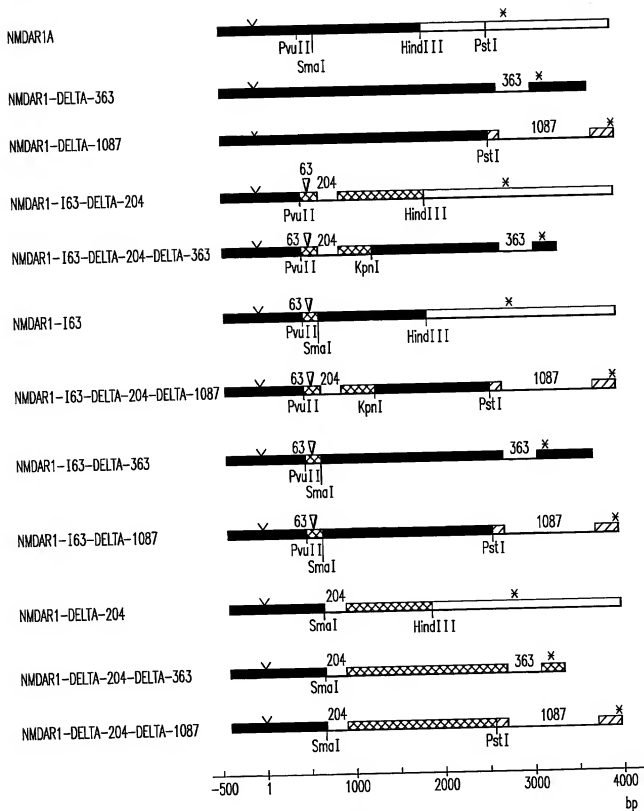 NMDAR1A
PvuII
SmaI
HindIII
PstI
*
NMDAR1-DELTA-363
363
*
NMDAR1-DELTA-1087
1087
*
PstI
NMDAR1-I63-DELTA-204
63
204
*
PvuII
HindIII
NMDAR1-I63-DELTA-204-DELTA-363
63
204
363
*
PvuII
KpnI
NMDAR1-I63
63
*
PvuII
SmaI
HindIII
NMDAR1-I63-DELTA-204-DELTA-1087
63
204
1087
*
PvuII
KpnI
PstI
NMDAR1-I63-DELTA-363
63
363
*
PvuII
SmaI
NMDAR1-I63-DELTA-1087
63
1087
*
PvuII
SmaI
PstI
NMDAR1-DELTA-204
204
*
SmaI
HindIII
NMDAR1-DELTA-204-DELTA-363
204
363
*
SmaI
NMDAR1-DELTA-204-DELTA-1087
204
1087
*
SmaI
PstI
-500 1 1000 2000 3000 4000
bp